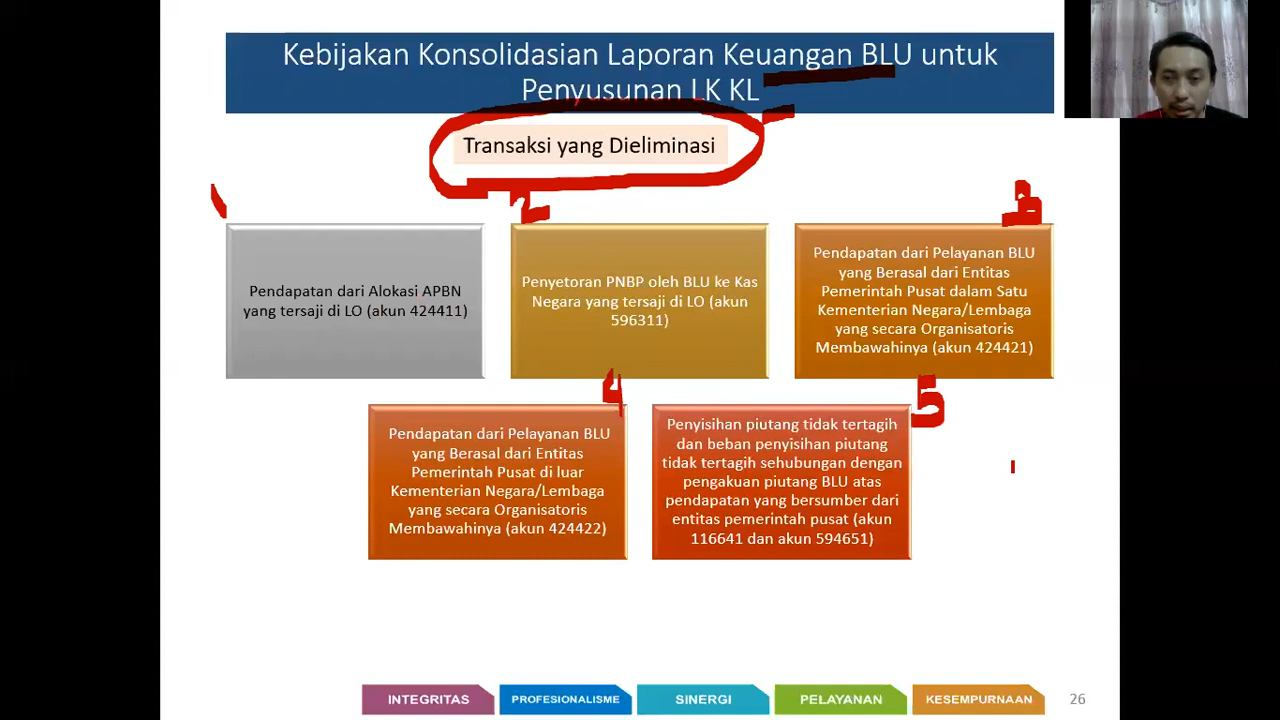 Kebijakan Konsolidasian Laporan Keuangan BLU untuk
Penyusunan LK KL
Transaksi yang Dieliminasi
1
2
3
Pendapatan dari Alokasi APBN
yang tersaji di LO (akun 424411)
Penyetoran PNBP oleh BLU ke Kas
Negara yang tersaji di LO (akun
596311)
Pendapatan dari Pelayanan BLU
yang Berasal dari Entitas
Pemerintah Pusat dalam Satu
Kementerian Negara/Lembaga
yang secara Organisatoris
Membawahinya (akun 424421)
4
5
Pendapatan dari Pelayanan BLU
yang Berasal dari Entitas
Pemerintah Pusat di luar
Kementerian Negara/Lembaga
yang secara Organisatoris
Membawahinya (akun 424422)
Penyisihan piutang tidak tertagih
dan beban penyisihan piutang
tidak tertagih sehubungan dengan
pengakuan piutang BLU atas
pendapatan yang bersumber dari
entitas pemerintah pusat (akun
116641 dan akun 594651)
INTEGRITAS
PROFESIONALISME
SINERGI
PELAYANAN
KESEMPURNAAN
26